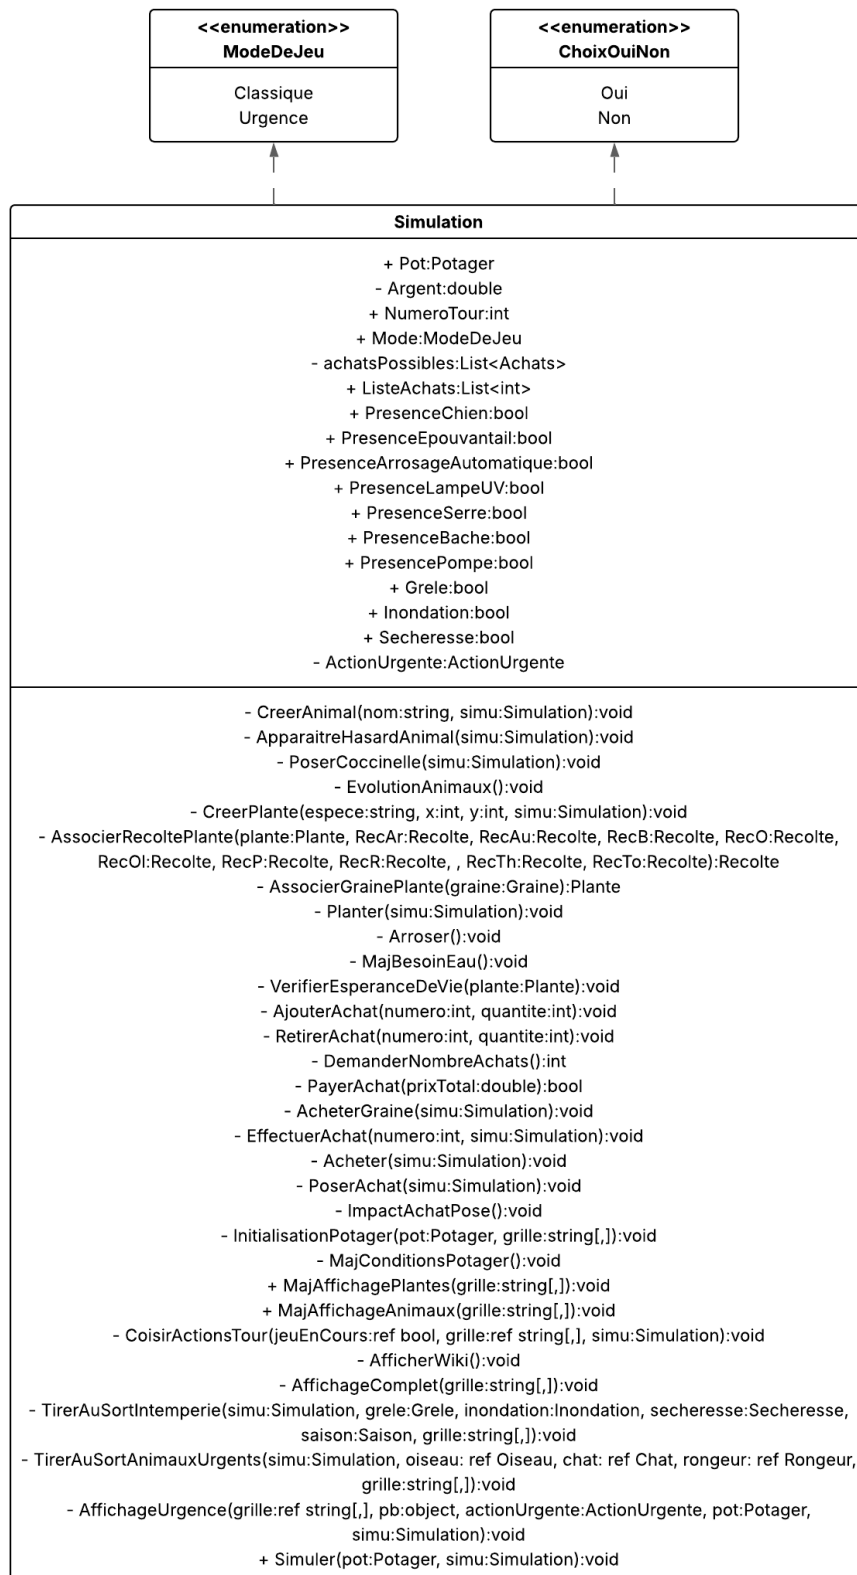 <<enumeration>>
ModeDeJeu
Classique
Urgence
<<enumeration>>
ChoixOuiNon
Oui
Non
Simulation
+ Pot:Potager
- Argent:double
+ NumeroTour:int
+ Mode:ModeDeJeu
- achatsPossibles:List<Achats>
+ ListeAchats:List<int>
+ PresenceChien:bool
+ PresenceEpouvantail:bool
+ PresenceArrosageAutomatique:bool
+ PresenceLampeUV:bool
+ PresenceSerre:bool
+ PresenceBache:bool
+ PresencePompe:bool
+ Grele:bool
+ Inondation:bool
+ Secheresse:bool
- ActionUrgente:ActionUrgente
- CreerAnimal(nom:string, simu:Simulation):void
- ApparaitreHasardAnimal(simu:Simulation):void
- PoserCoccinelle(simu:Simulation):void
- EvolutionAnimaux():void
- CreerPlante(espece:string, x:int, y:int, simu:Simulation):void
- AssocierRecoltePlante(plante:Plante, RecAr:Recolte, RecAu:Recolte, RecB:Recolte, RecO:Recolte,
RecOl:Recolte, RecP:Recolte, RecR:Recolte, , RecTh:Recolte, RecTo:Recolte):Recolte
- AssocierGrainePlante(graine:Graine):Plante
- Planter(simu:Simulation):void
- Arroser():void
- MajBesoinEau():void
- VerifierEsperanceDeVie(plante:Plante):void
- AjouterAchat(numero:int, quantite:int):void
- RetirerAchat(numero:int, quantite:int):void
- DemanderNombreAchats():int
- PayerAchat(prixTotal:double):bool
- AcheterGraine(simu:Simulation):void
- EffectuerAchat(numero:int, simu:Simulation):void
- Acheter(simu:Simulation):void
- PoserAchat(simu:Simulation):void
- ImpactAchatPose():void
- InitialisationPotager(pot:Potager, grille:string[,]):void
- MajConditionsPotager():void
+ MajAffichagePlantes(grille:string[,]):void
+ MajAffichageAnimaux(grille:string[,]):void
- CoisirActionsTour(jeuEnCours:ref bool, grille:ref string[,], simu:Simulation):void
- AfficherWiki():void
- AffichageComplet(grille:string[,]):void
- TirerAuSortIntemperie(simu:Simulation, grele:Grele, inondation:Inondation, secheresse:Secheresse,
saison:Saison, grille:string[,]):void
- TirerAuSortAnimauxUrgents(simu:Simulation, oiseau: ref Oiseau, chat: ref Chat, rongeur: ref Rongeur,
grille:string[,]):void
- AffichageUrgence(grille:ref string[,], pb:object, actionUrgente:ActionUrgente, pot:Potager,
simu:Simulation):void
+ Simuler(pot:Potager, simu:Simulation):void